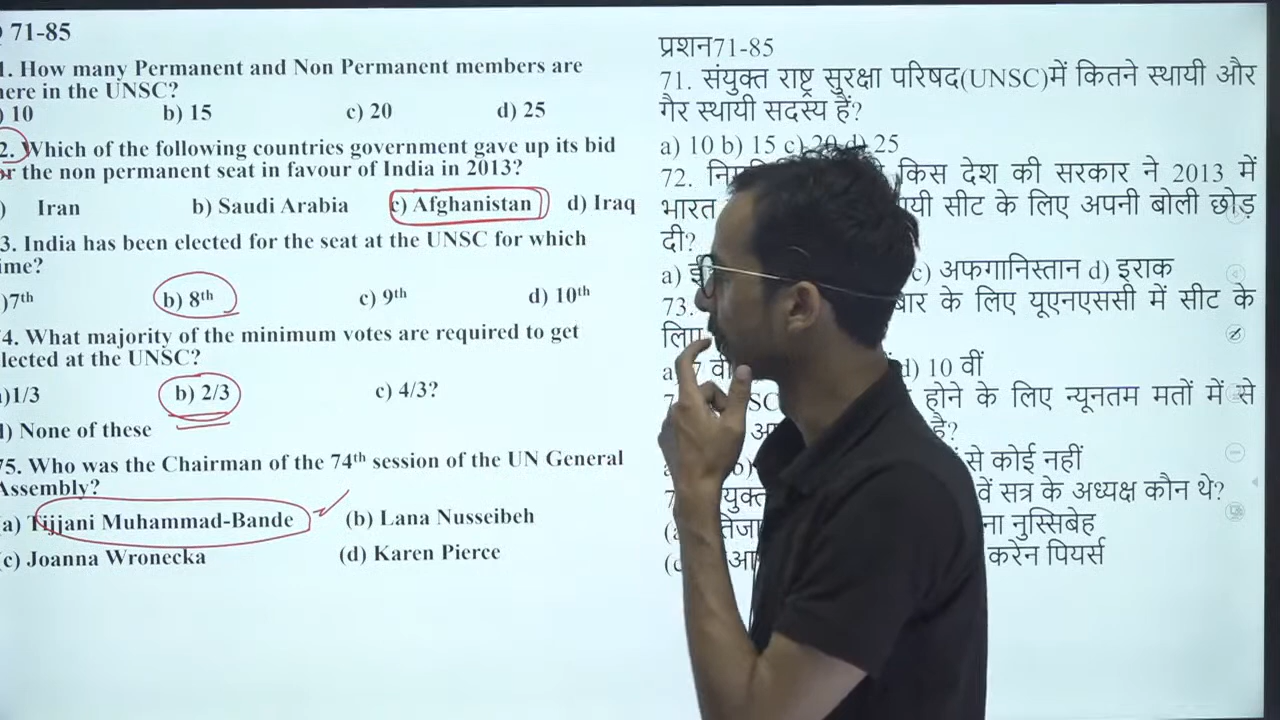 71-85
1. How many Permanent and Non Permanent members are
here in the UNSC?
) 10 b) 15 c) 20 d) 25
2. Which of the following countries government gave up its bid
or the non permanent seat in favour of India in 2013?
) Iran b) Saudi Arabia c) Afghanistan d) Iraq
3. India has been elected for the seat at the UNSC for which
ime?
)7th b) 8th c) 9th d) 10th
4. What majority of the minimum votes are required to get
lected at the UNSC?
)1/3 b) 2/3 c) 4/3?
) None of these
75. Who was the Chairman of the 74th session of the UN General
Assembly?
(a) Tijjani Muhammad-Bande (b) Lana Nusseibeh
(c) Joanna Wronecka (d) Karen Pierce
प्रशन71-85
71. संयुक्त राष्ट्र सुरक्षा परिषद(UNSC)में कितने स्थायी और
गैर स्थायी सदस्य हैं?
a) 10 b) 15 c) 20 d) 25
72. किस देश की सरकार ने 2013 में
भारत सीट के लिए अपनी बोली छोड़
दी?
a) c) अफगानिस्तान d) इराक
73. बार के लिए यूएनएससी में सीट के
लिए
a) 7 d) 10 वीं
होने के लिए न्यूनतम मतों में से
है?
से कोई नहीं
वें सत्र के अध्यक्ष कौन थे?
नुस्सिबेह
करेन पियर्स